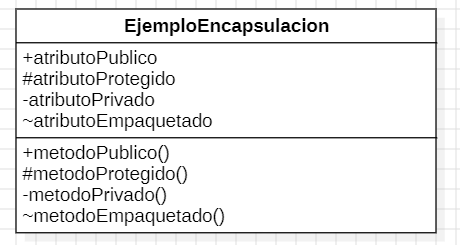 EjemploEncapsulacion
+atributoPublico
#atributoProtegido
-atributoPrivado
~atributoEmpaquetado
+metodoPublico()
#metodoProtegido()
-metodoPrivado()
~metodoEmpaquetado()